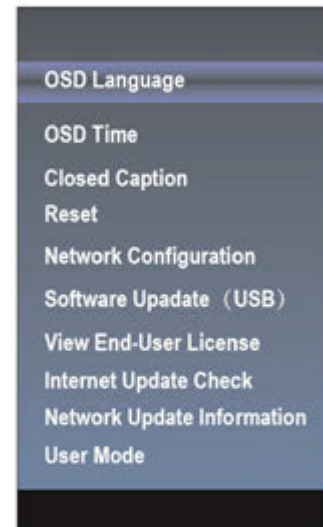 OSD Language
OSD Time
Closed Caption
Reset
Network Configuration
Software Upadate（USB）
View End-User License
Internet Update Check
Network Update Information
User Mode